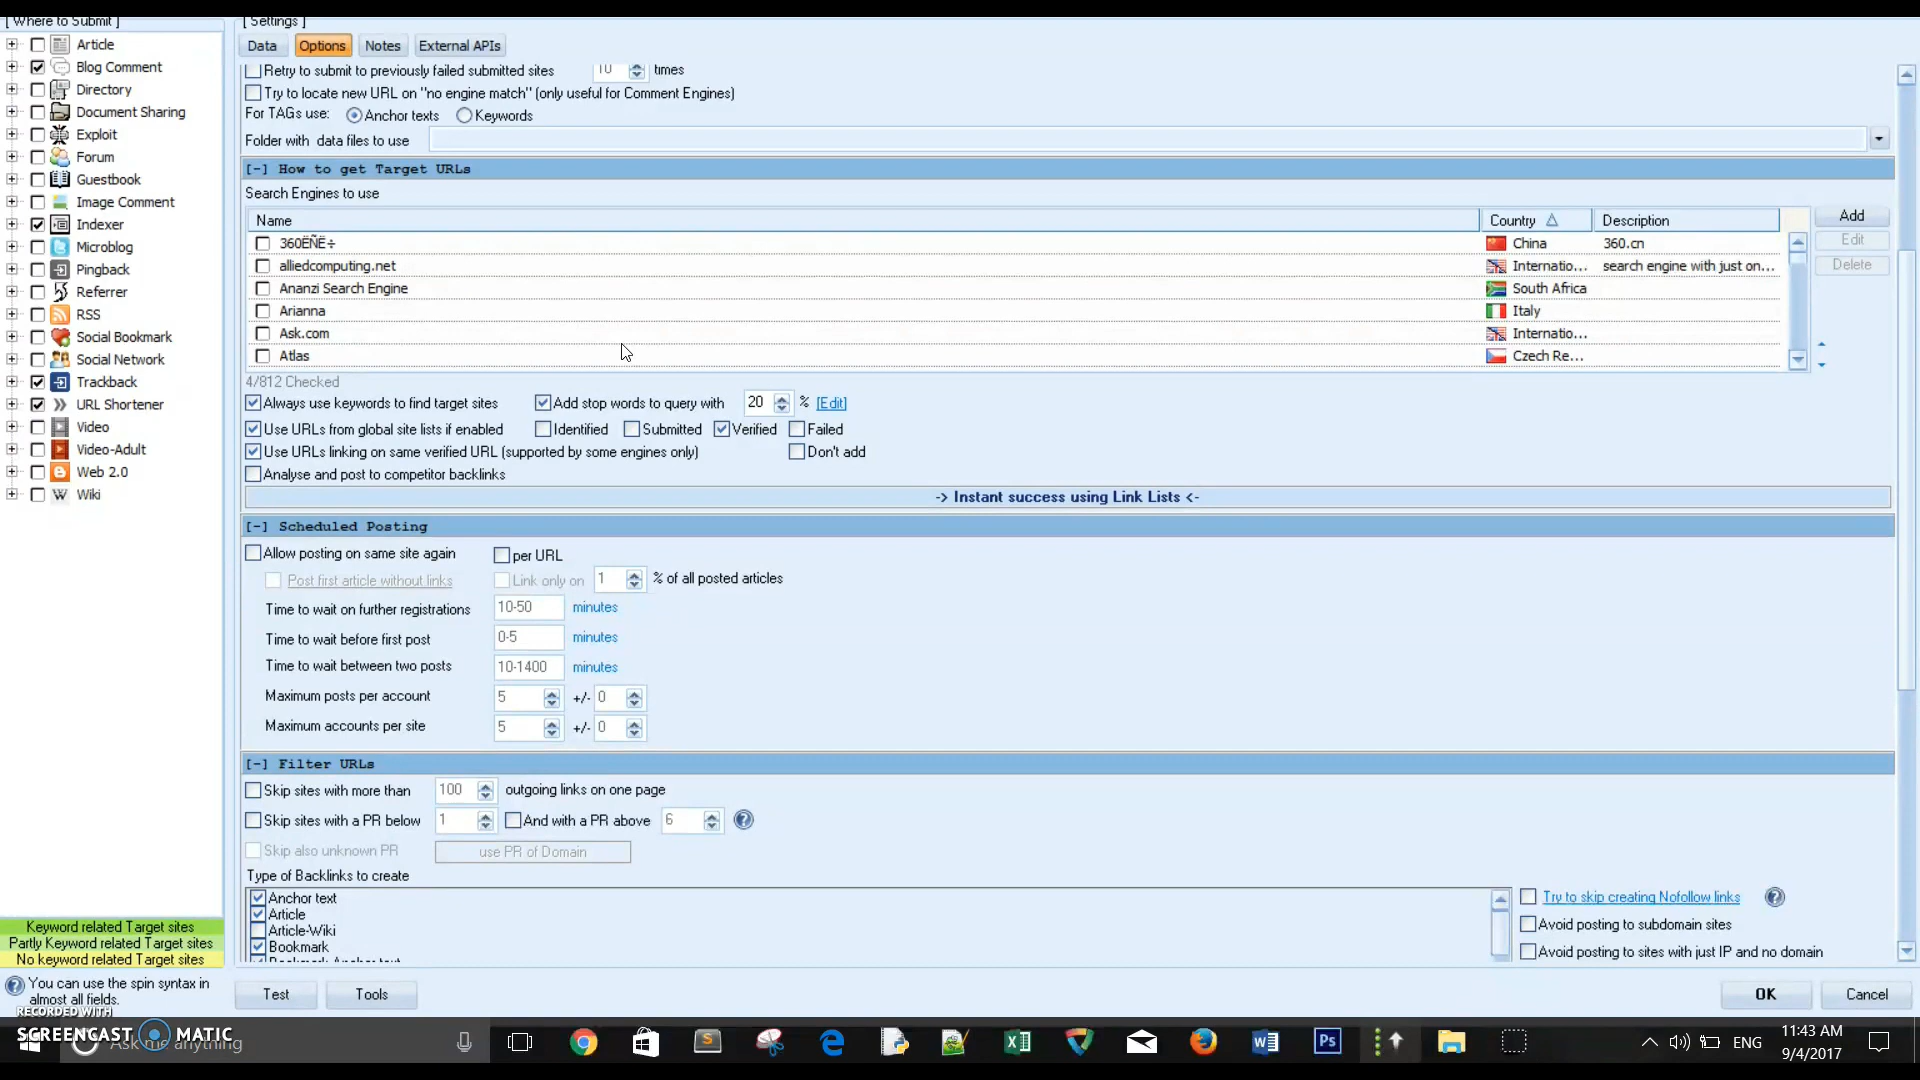 [ Where to Submit ]
Article
Blog Comment
Directory
Document Sharing
Exploit
Forum
Guestbook
Image Comment
Indexer
Microblog
Pingback
Referrer
RSS
Social Bookmark
Social Network
Trackback
URL Shortener
Video
Video-Adult
Web 2.0
Wiki
Keyword related Target sites
Partly Keyword related Target sites
No keyword related Target sites
You can use the spin syntax in
almost all fields.
[ Settings ]
Data Options Notes External APIs
Retry to submit to previously failed submitted sites 10 times
Try to locate new URL on "no engine match" (only useful for Comment Engines)
For TAGs use: Anchor texts Keywords
Folder with data files to use
[-] How to get Target URLs
Search Engines to use
Name Country Description
360ËÑË÷ China 360.cn
alliedcomputing.net Internatio... search engine with just on...
Ananzi Search Engine South Africa
Arianna Italy
Ask.com Internatio...
Atlas Czech Re...
Add
Edit
Delete
4/812 Checked
Always use keywords to find target sites Add stop words to query with 20 % [Edit]
Use URLs from global site lists if enabled Identified Submitted Verified Failed
Use URLs linking on same verified URL (supported by some engines only) Don't add
Analyse and post to competitor backlinks
-> Instant success using Link Lists <-
[-] Scheduled Posting
Allow posting on same site again per URL
Post first article without links Link only on 1 % of all posted articles
Time to wait on further registrations 10-50 minutes
Time to wait before first post 0-5 minutes
Time to wait between two posts 10-1400 minutes
Maximum posts per account 5 +/- 0
Maximum accounts per site 5 +/- 0
[-] Filter URLs
Skip sites with more than 100 outgoing links on one page
Skip sites with a PR below 1 And with a PR above 6
Skip also unknown PR use PR of Domain
Type of Backlinks to create
Anchor text
Article
Article-Wiki
Bookmark
Bookmark-Anchor text
Try to skip creating Nofollow links
Avoid posting to subdomain sites
Avoid posting to sites with just IP and no domain
Test Tools OK Cancel
RECORDED WITH
SCREENCAST MATIC
Ask me anything
ENG
11:43 AM
9/4/2017